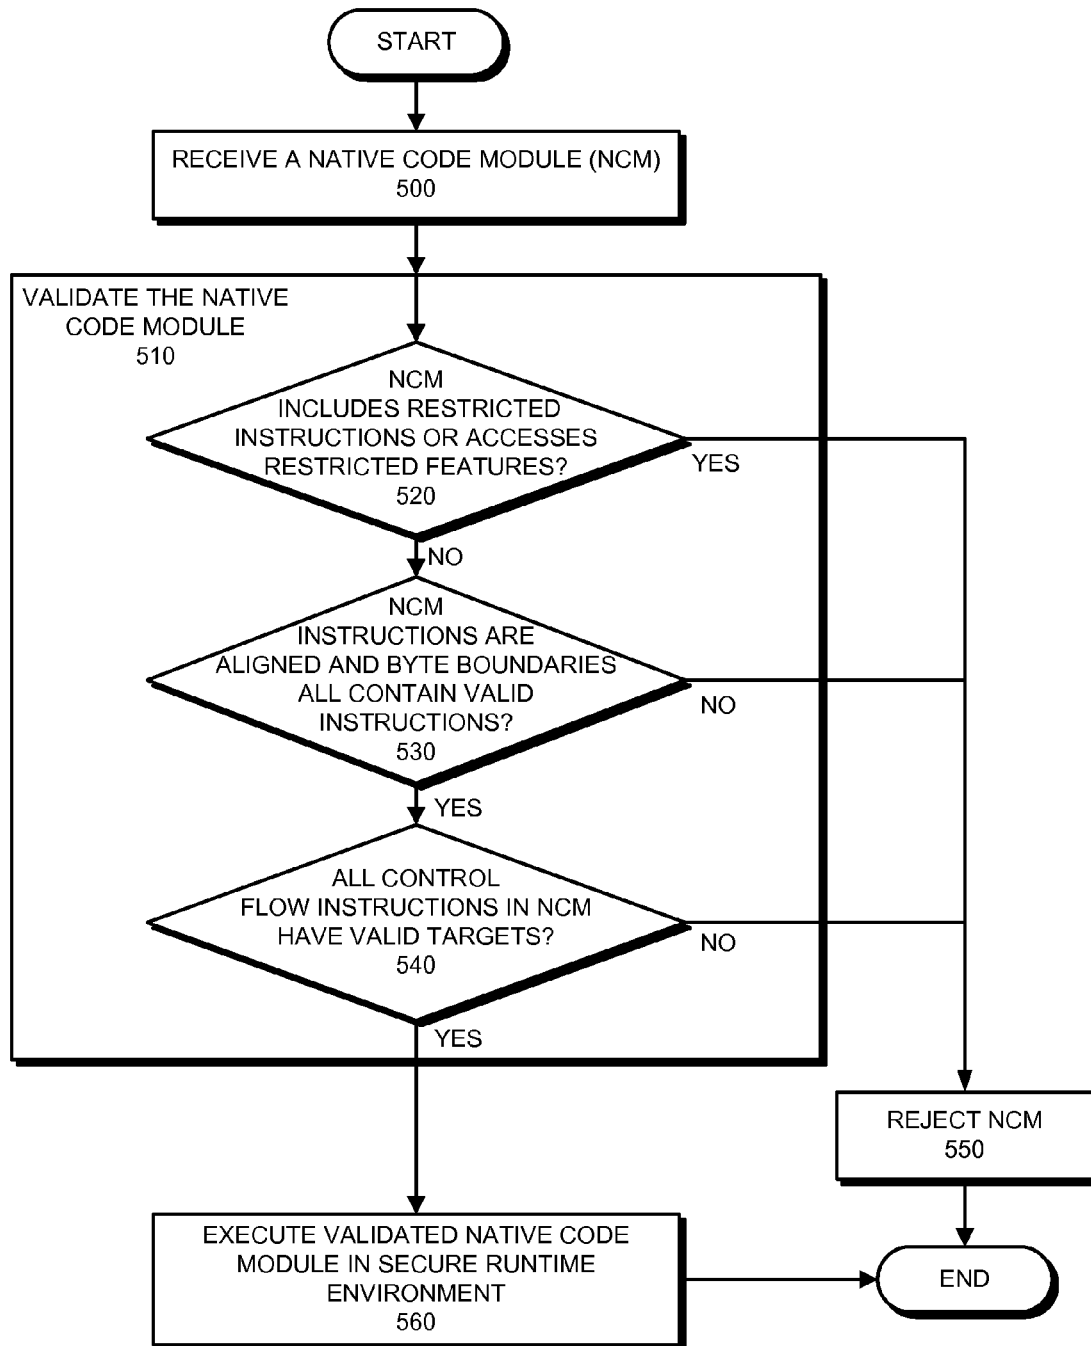 START
RECEIVE A NATIVE CODE MODULE (NCM)
500
VALIDATE THE NATIVE
CODE MODULE
510
NCM
INCLUDES RESTRICTED
INSTRUCTIONS OR ACCESSES
RESTRICTED FEATURES?
520
YES
NO
NCM
INSTRUCTIONS ARE
ALIGNED AND BYTE BOUNDARIES
ALL CONTAIN VALID
INSTRUCTIONS?
530
NO
YES
ALL CONTROL
FLOW INSTRUCTIONS IN NCM
HAVE VALID TARGETS?
540
NO
YES
REJECT NCM
550
EXECUTE VALIDATED NATIVE CODE
MODULE IN SECURE RUNTIME
ENVIRONMENT
560
END